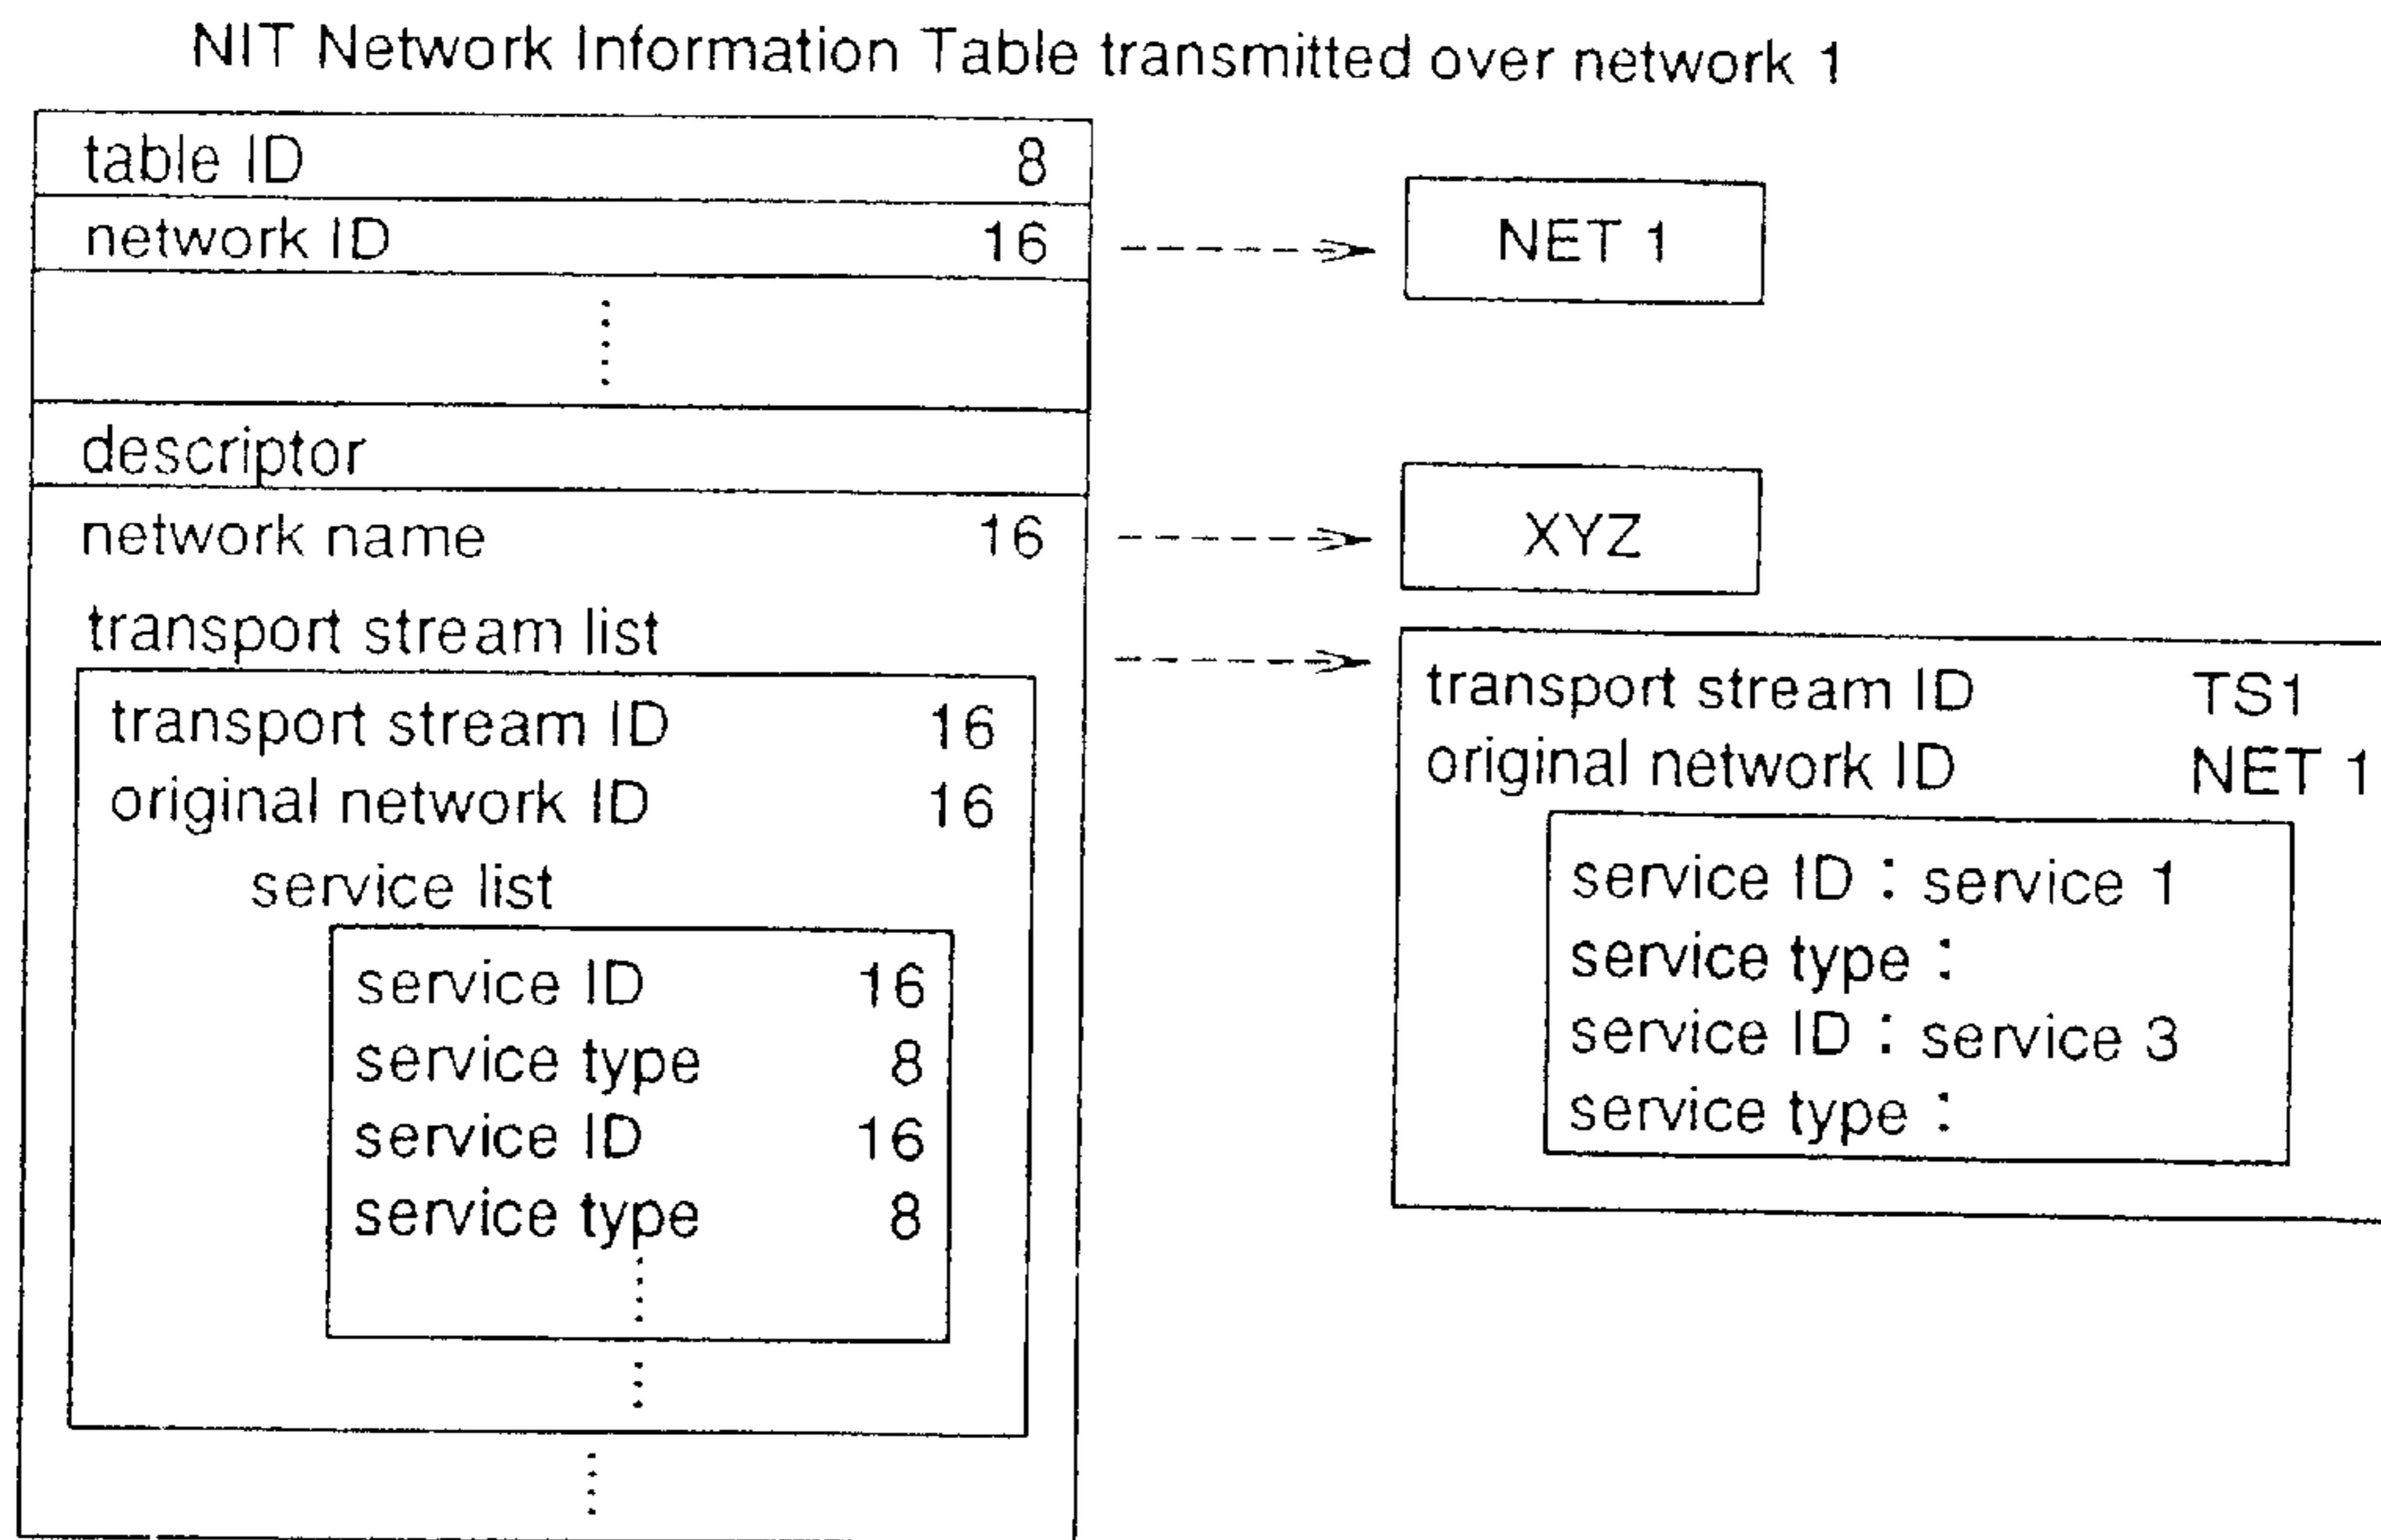 NIT Network Information Table transmitted over network 1
table ID 8
network ID 16
NET 1
descriptor
network name 16
XYZ
transport stream list
transport stream ID 16
original network ID 16
service list
service ID 16
service type 8
service ID 16
service type 8
transport stream ID TS1
original network ID NET 1
service ID : service 1
service type :
service ID : service 3
service type :